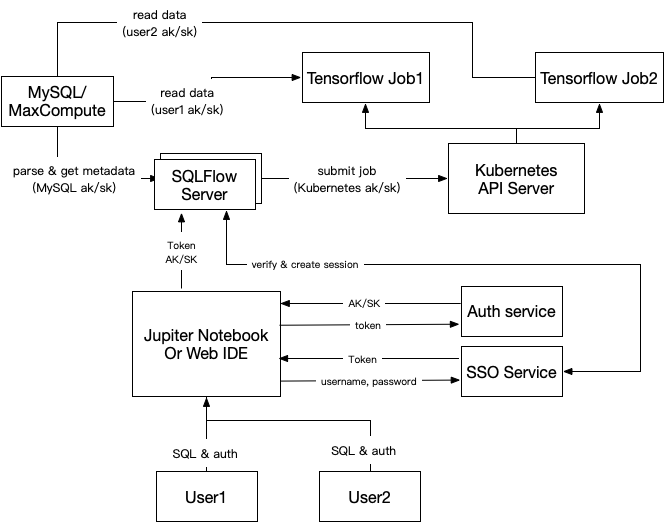 read data
(user2 ak/sk)
MySQL/
MaxCompute
read data
(user1 ak/sk)
Tensorflow Job1
Tensorflow Job2
parse & get metadata
(MySQL ak/sk)
SQLFlow
Server
submit job
(Kubernetes ak/sk)
Kubernetes
API Server
Token
AK/SK
verify & create session
Jupiter Notebook
Or Web IDE
AK/SK
token
Auth service
Token
username, password
SSO Service
SQL & auth
SQL & auth
User1
User2